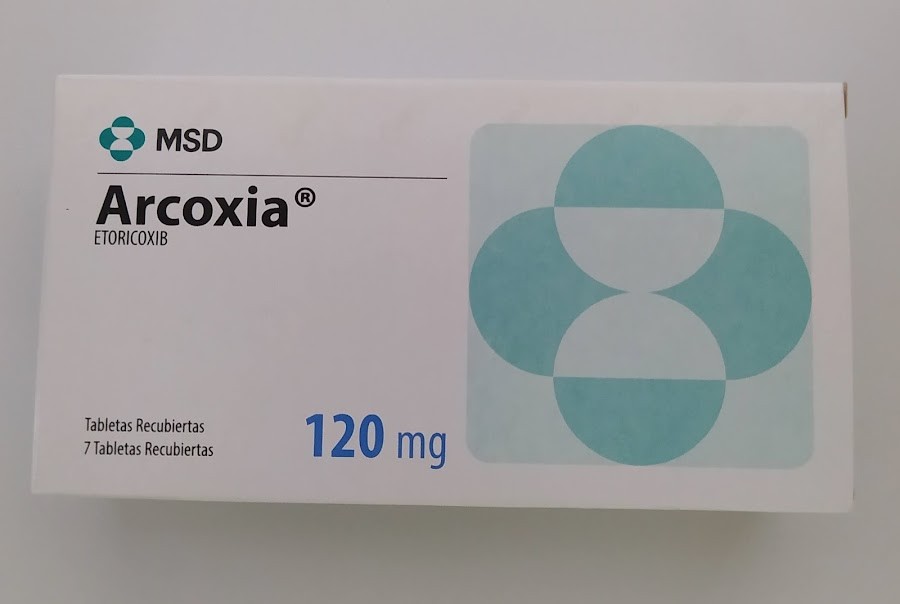 MSD
Arcoxia®
ETORICOXIB
Tabletas Recubiertas
7 Tabletas Recubiertas
120 mg